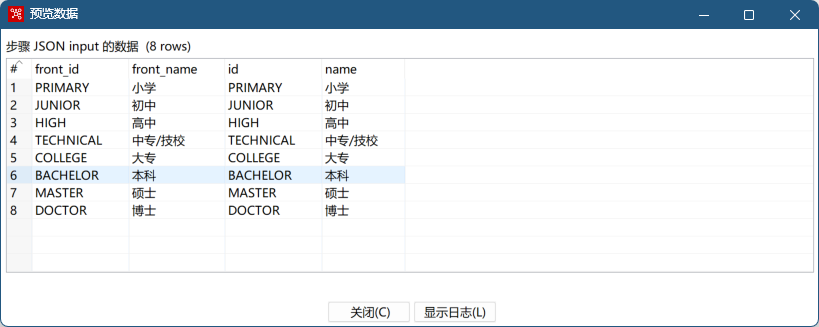 预览数据
步骤 JSON input 的数据 (8 rows)
# front_id front_name id name
1 PRIMARY 小学 PRIMARY 小学
2 JUNIOR 初中 JUNIOR 初中
3 HIGH 高中 HIGH 高中
4 TECHNICAL 中专/技校 TECHNICAL 中专/技校
5 COLLEGE 大专 COLLEGE 大专
6 BACHELOR 本科 BACHELOR 本科
7 MASTER 硕士 MASTER 硕士
8 DOCTOR 博士 DOCTOR 博士
关闭(C) 显示日志(L)